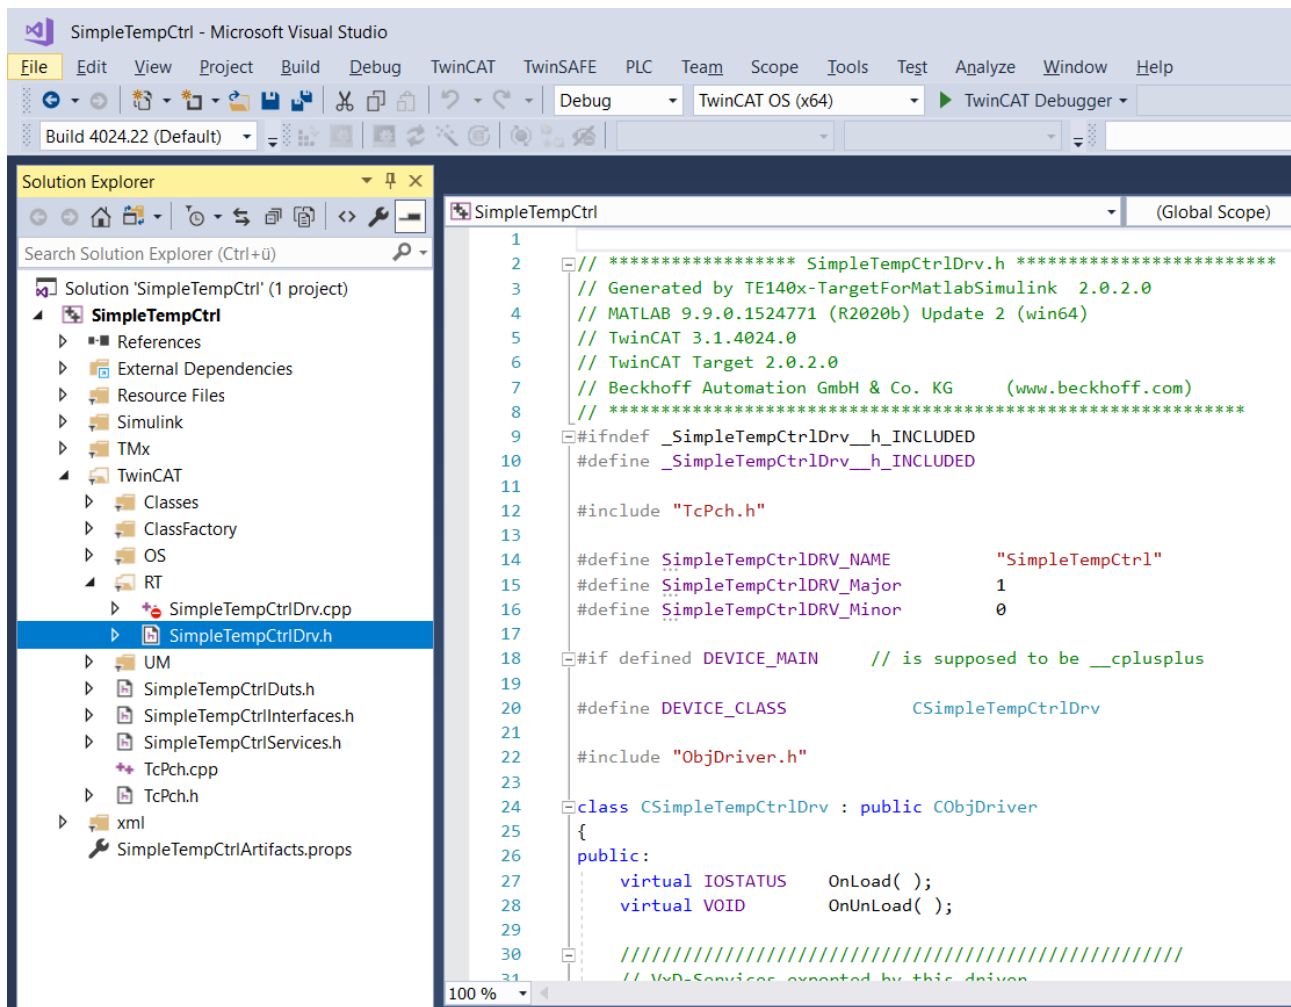 SimpleTempCtrl - Microsoft Visual Studio
File Edit View Project Build Debug TwinCAT TwinSAFE PLC Team Scope Tools Test Analyze Window Help
Debug TwinCAT OS (x64) TwinCAT Debugger
Build 4024.22 (Default)
Solution Explorer
Search Solution Explorer (Ctrl+ü)
Solution 'SimpleTempCtrl' (1 project)
SimpleTempCtrl
References
External Dependencies
Resource Files
Simulink
TMx
TwinCAT
Classes
ClassFactory
OS
RT
SimpleTempCtrlDrv.cpp
SimpleTempCtrlDrv.h
UM
SimpleTempCtrlDuts.h
SimpleTempCtrlInterfaces.h
SimpleTempCtrlServices.h
TcPch.cpp
TcPch.h
xml
SimpleTempCtrlArtifacts.props
SimpleTempCtrl (Global Scope)
1
2 // ****************** SimpleTempCtrlDrv.h *************************
3 // Generated by TE140x-TargetForMatlabSimulink 2.0.2.0
4 // MATLAB 9.9.0.1524771 (R2020b) Update 2 (win64)
5 // TwinCAT 3.1.4024.0
6 // TwinCAT Target 2.0.2.0
7 // Beckhoff Automation GmbH & Co. KG (www.beckhoff.com)
8 // *************************************************************
9 #ifndef _SimpleTempCtrlDrv__h_INCLUDED
10 #define _SimpleTempCtrlDrv__h_INCLUDED
11
12 #include "TcPch.h"
13
14 #define SimpleTempCtrlDRV_NAME "SimpleTempCtrl"
15 #define SimpleTempCtrlDRV_Major 1
16 #define SimpleTempCtrlDRV_Minor 0
17
18 #if defined DEVICE_MAIN // is supposed to be __cplusplus
19
20 #define DEVICE_CLASS CSimpleTempCtrlDrv
21
22 #include "ObjDriver.h"
23
24 class CSimpleTempCtrlDrv : public CObjDriver
25 {
26 public:
27 virtual IOSTATUS OnLoad( );
28 virtual VOID OnUnLoad( );
29
30 //////////////////////////////////////////////////////
31 // VxD-Services exported by this driver
100 %